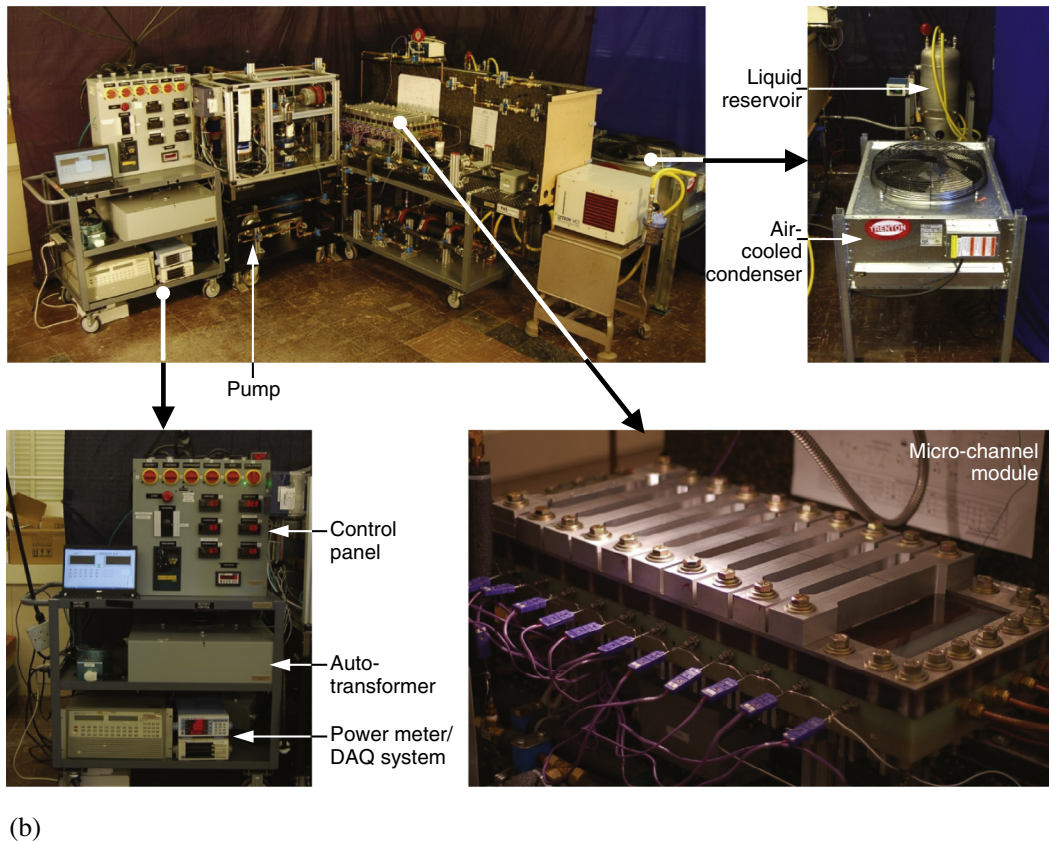 Liquid
reservoir
TRENTON
Air-
cooled
condenser
Pump
Micro-channel
module
Control
panel
Auto-
transformer
Power meter/
DAQ system
(b)